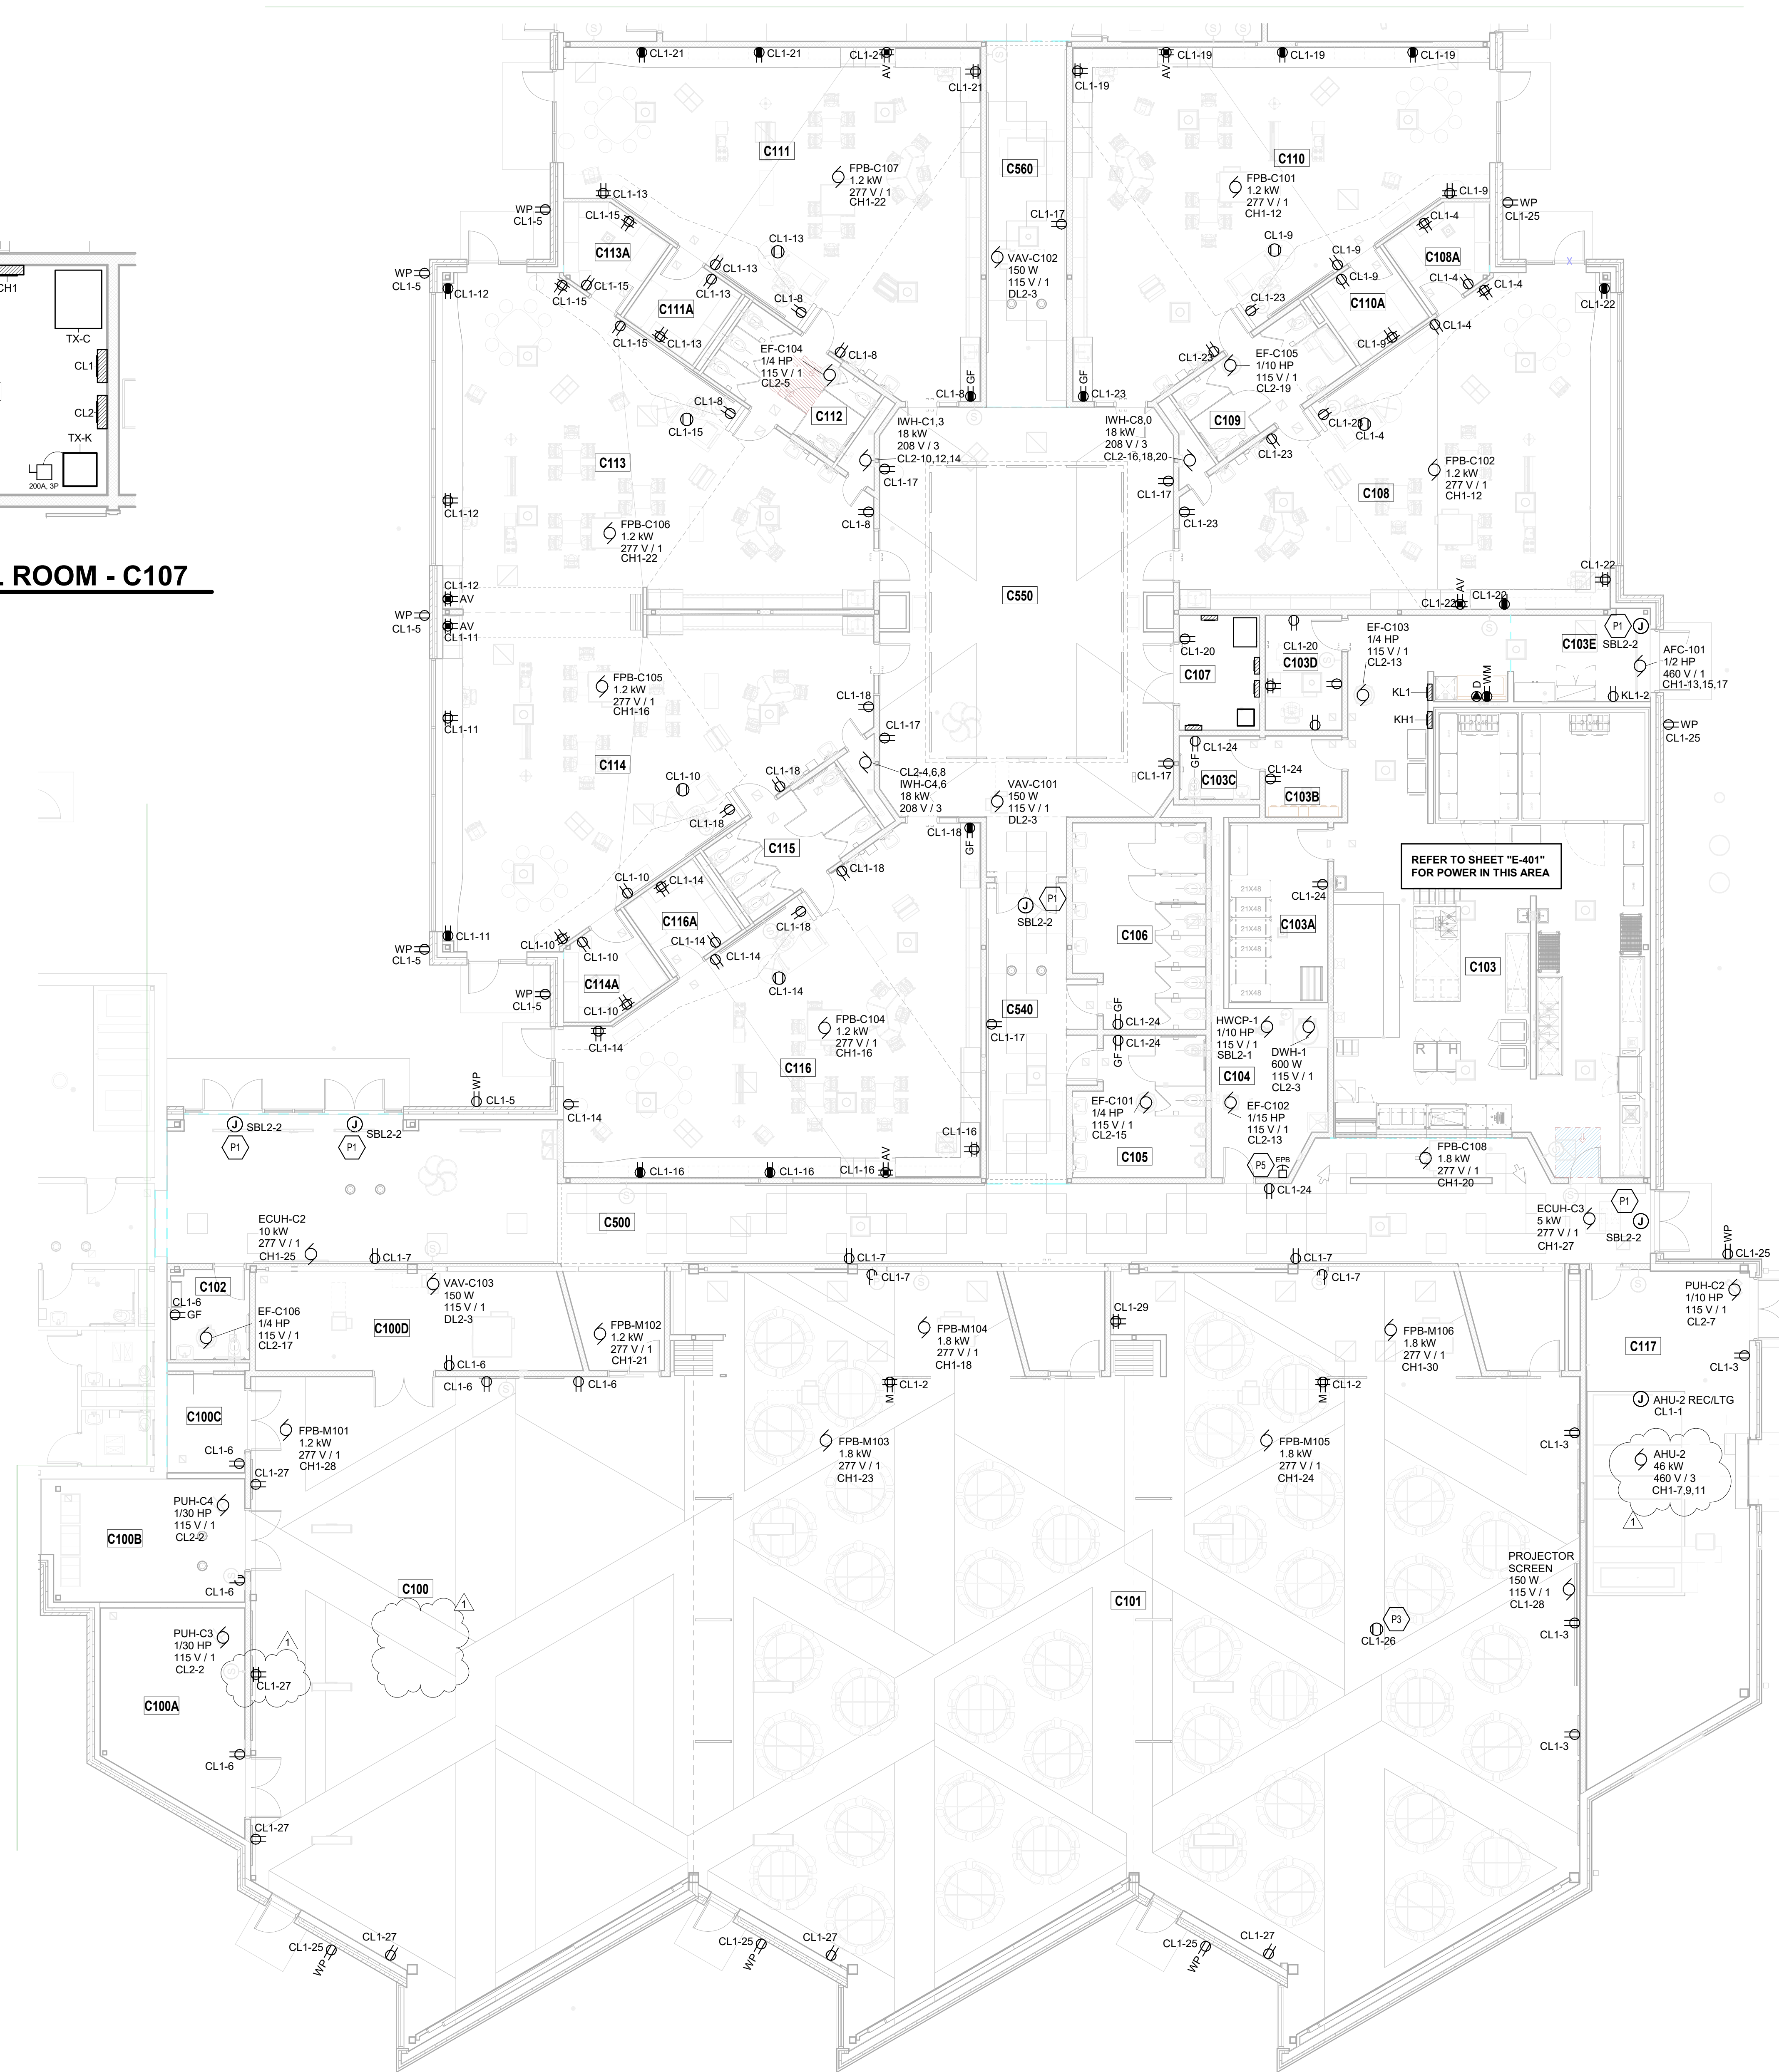 CL1-21
CL1-21
CL1-2
AV
CL1-21
CL1-19
AV
CL1-19
CL1-19
CL1-19
C111
FPB-C107
1.2 kW
277 V / 1
CH1-22
C560
C110
FPB-C101
1.2 kW
277 V / 1
CH1-12
CL1-13
WP
CL1-5
CL1-15
CL1-13
CL1-17
CL1-9
CL1-4
WP
CL1-25
C113A
CL1-13
VAV-C102
150 W
115 V / 1
DL2-3
CL1-9
CL1-9
CL1-9
C108A
X
WP
CL1-5
CL1-12
CL1-15
CL1-15
CL1-13
C111A
CL1-8
CL1-23
C110A
CL1-4
CL1-4
CL1-22
CL1-15
CL1-13
CL1-9
CL1-4
CH1
TX-C
CL1
CL2
TX-K
200A, 3P
L ROOM - C107
EF-C104
1/4 HP
115 V / 1
CL2-5
CL1-8
CL1-23
EF-C105
1/10 HP
115 V / 1
CL2-19
CL1-8
GF
GF
CL1-23
CL1-8
C112
CL1-15
IWH-C1,3
18 kW
208 V / 3
CL2-10,12,14
IWH-C8,0
18 kW
208 V / 3
CL2-16,18,20
C109
CL1-23
CL1-23
CL1-4
C113
CL1-17
CL1-17
FPB-C102
1.2 kW
277 V / 1
CH1-12
C108
CL1-12
CL1-8
CL1-23
FPB-C106
1.2 kW
277 V / 1
CH1-22
CL1-12
AV
WP
CL1-5
AV
CL1-11
C550
CL1-22
AV
CL1-22
CL1-22
CL1-20
C107
CL1-20
C103D
EF-C103
1/4 HP
115 V / 1
CL2-13
C103E
P1
J
SBL2-2
AFC-101
1/2 HP
460 V / 1
CH1-13,15,17
KL1
D
WM
KL1-2
KH1
WP
CL1-25
FPB-C105
1.2 kW
277 V / 1
CH1-16
CL1-18
CL1-11
CL1-17
C114
CL1-10
CL1-18
CL2-4,6,8
IWH-C4,6
18 kW
208 V / 3
VAV-C101
150 W
115 V / 1
DL2-3
CL1-17
CL1-24
GF
C103C
CL1-24
C103B
CL1-18
CL1-18
GF
C115
CL1-18
REFER TO SHEET "E-401"
FOR POWER IN THIS AREA
CL1-10
CL1-14
C116A
CL1-18
J
P1
SBL2-2
CL1-24
21X48
21X48
21X48
21X48
21X48
C103A
C106
C103
CL1-11
WP
CL1-5
CL1-10
CL1-10
CL1-14
CL1-14
C114A
CL1-14
WP
CL1-5
CL1-10
CL1-14
FPB-C104
1.2 kW
277 V / 1
CH1-16
C540
CL1-17
GF
CL1-24
GF
CL1-24
HWCP-1
1/10 HP
115 V / 1
SBL2-1
DWH-1
600 W
115 V / 1
CL2-3
C104
R
H
C116
WP
CL1-5
CL1-14
EF-C101
1/4 HP
115 V / 1
CL2-15
EF-C102
1/15 HP
115 V / 1
CL2-13
J
SBL2-2
P1
J
SBL2-2
P1
CL1-16
CL1-16
CL1-16
CL1-16
AV
C105
P5
EPB
CL1-24
FPB-C108
1.8 kW
277 V / 1
CH1-20
ECUH-C2
10 kW
277 V / 1
CH1-25
C500
ECUH-C3
5 kW
277 V / 1
CH1-27
P1
J
SBL2-2
WP
CL1-25
CL1-7
CL1-7
CL1-7
CL1-7
CL1-7
C102
CL1-6
GF
EF-C106
1/4 HP
115 V / 1
CL2-17
VAV-C103
150 W
115 V / 1
DL2-3
C100D
FPB-M102
1.2 kW
277 V / 1
CH1-21
FPB-M104
1.8 kW
277 V / 1
CH1-18
CL1-29
FPB-M106
1.8 kW
277 V / 1
CH1-30
PUH-C2
1/10 HP
115 V / 1
CL2-7
C117
CL1-3
CL1-6
CL1-6
CL1-6
CL1-2
M
CL1-2
M
J
AHU-2 REC/LTG
CL1-1
C100C
FPB-M101
1.2 kW
277 V / 1
CH1-28
CL1-6
CL1-27
FPB-M103
1.8 kW
277 V / 1
CH1-23
FPB-M105
1.8 kW
277 V / 1
CH1-24
CL1-3
AHU-2
46 kW
460 V / 3
CH1-7,9,11
1
PUH-C4
1/30 HP
115 V / 1
CL2-2
C100B
CL1-6
C100
1
C101
PROJECTOR
SCREEN
150 W
115 V / 1
CL1-28
P3
CL1-26
CL1-3
PUH-C3
1/30 HP
115 V / 1
CL2-2
1
CL1-27
C100A
CL1-6
CL1-3
CL1-27
CL1-25
WP
CL1-27
CL1-25
WP
CL1-27
CL1-25
WP
CL1-27